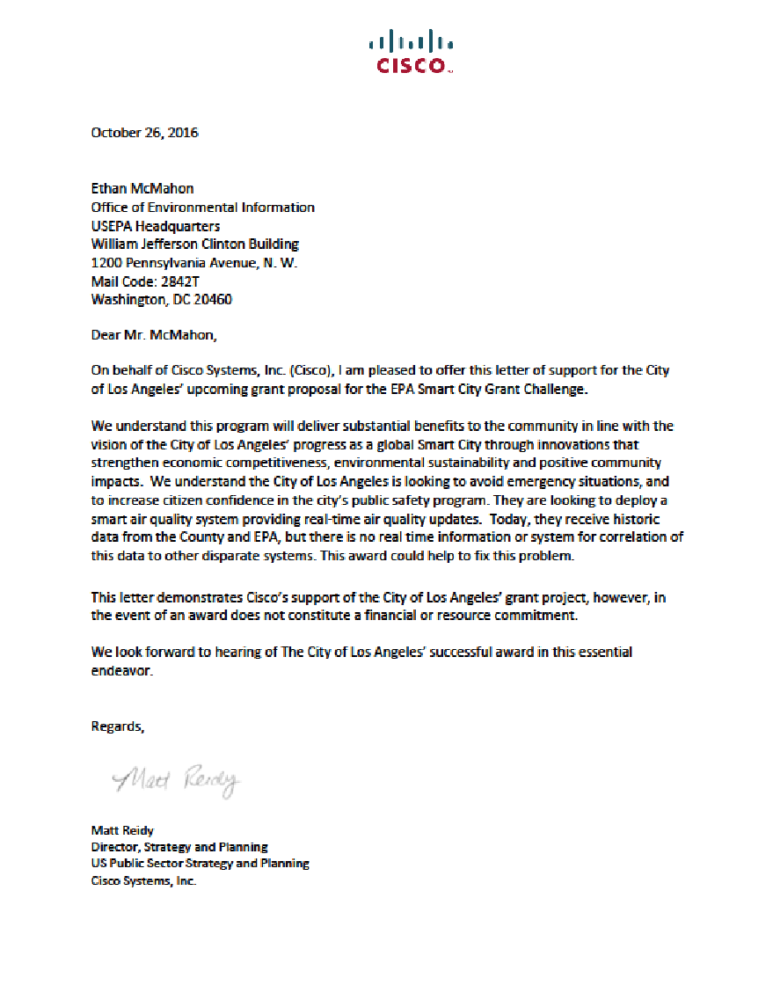 CISCO™
October 26, 2016
Ethan McMahon
Office of Environmental Information
USEPA Headquarters
William Jefferson Clinton Building
1200 Pennsylvania Avenue, N. W.
Mail Code: 2842T
Washington, DC 20460
Dear Mr. McMahon,
On behalf of Cisco Systems, Inc. (Cisco), I am pleased to offer this letter of support for the City
of Los Angeles’ upcoming grant proposal for the EPA Smart City Grant Challenge.
We understand this program will deliver substantial benefits to the community in line with the
vision of the City of Los Angeles’ progress as a global Smart City through innovations that
strengthen economic competitiveness, environmental sustainability and positive community
impacts.  We understand the City of Los Angeles is looking to avoid emergency situations, and
to increase citizen confidence in the city’s public safety program. They are looking to deploy a
smart air quality system providing real-time air quality updates.  Today, they receive historic
data from the County and EPA, but there is no real time information or system for correlation of
this data to other disparate systems. This award could help to fix this problem.
This letter demonstrates Cisco’s support of the City of Los Angeles’ grant project, however, in
the event of an award does not constitute a financial or resource commitment.
We look forward to hearing of The City of Los Angeles’ successful award in this essential
endeavor.
Regards,
Matt Reidy
Matt Reidy
Director, Strategy and Planning
US Public Sector Strategy and Planning
Cisco Systems, Inc.